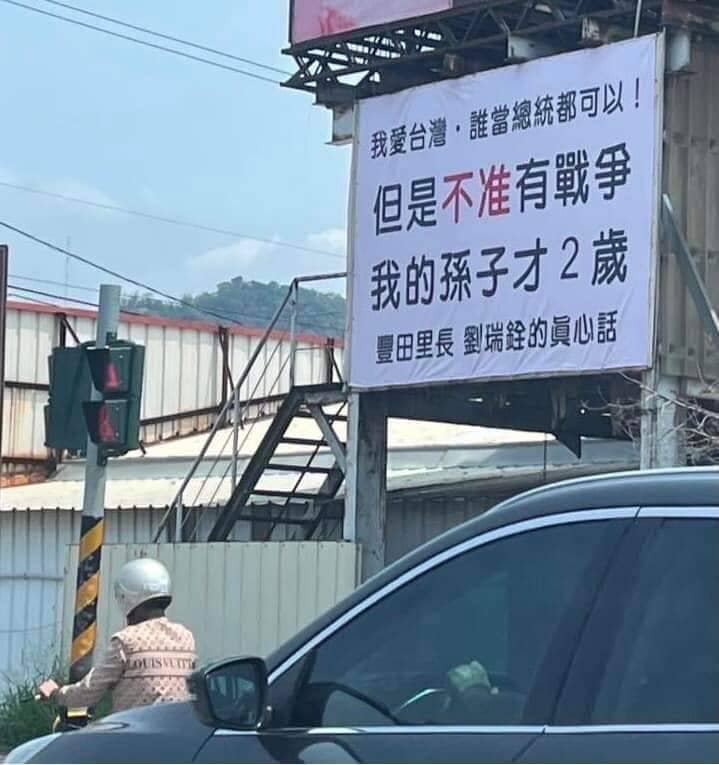 我愛台灣，誰當總統都可以！
但是不准有戰爭
我的孫子才2歲
豐田里長 劉瑞銓的真心話
LOUIS VUITT